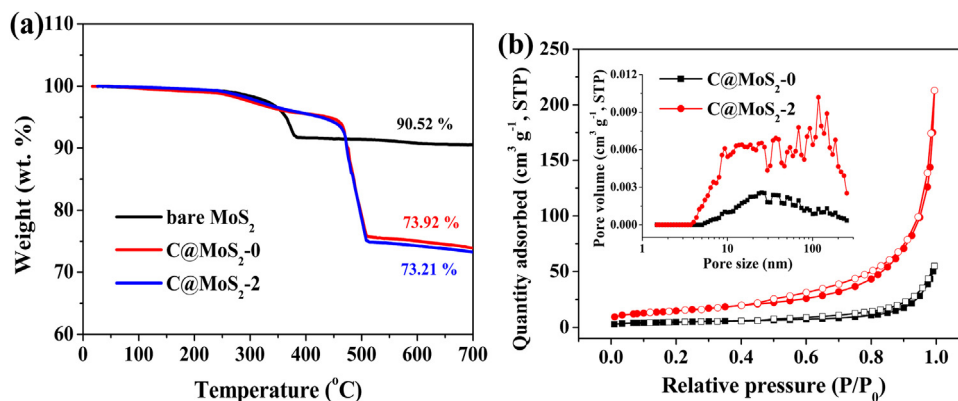 (a)
110
100
90
80
70
60
0
100
200
300
400
500
600
700
Weight (wt. %)
Temperature (°C)
90.52 %
73.92 %
73.21 %
bare MoS₂
C@MoS₂-0
C@MoS₂-2
(b)
250
200
150
100
50
0
0.0
0.2
0.4
0.6
0.8
1.0
Quantity adsorbed (cm³ g⁻¹, STP)
Relative pressure (P/P₀)
C@MoS₂-0
C@MoS₂-2
0.012
0.009
0.006
0.003
0.000
1
10
100
Pore volume (cm³ g⁻¹, STP)
Pore size (nm)